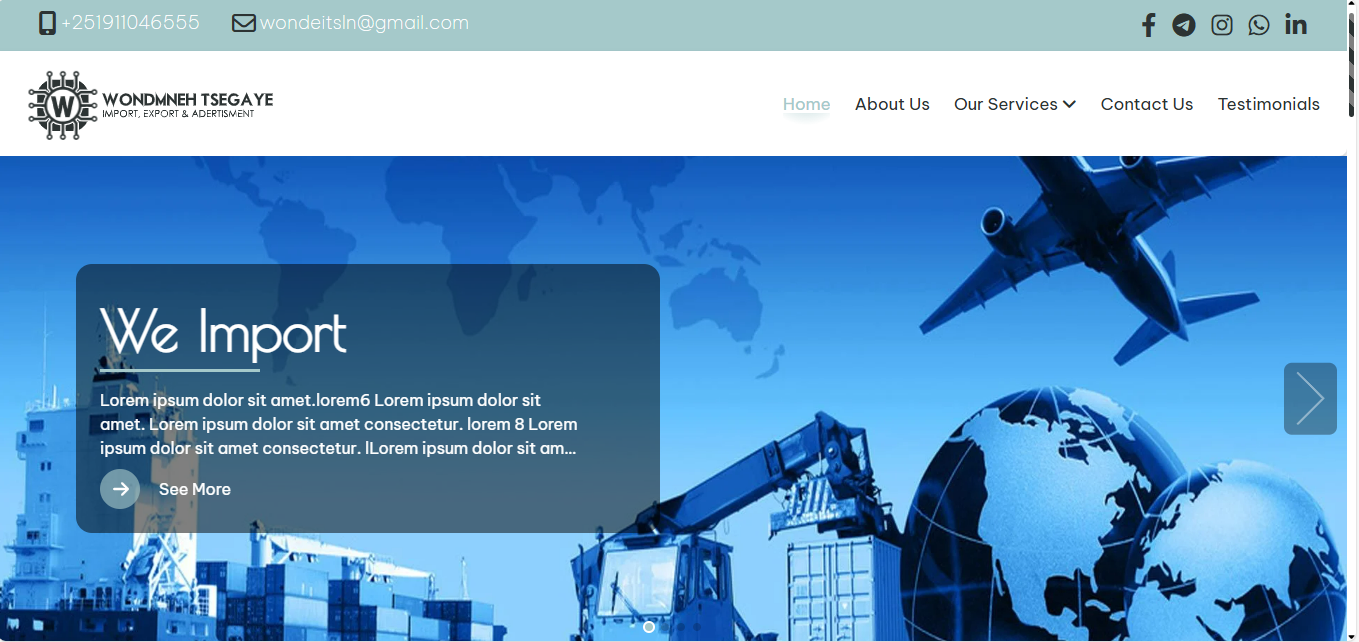 +251911046555 wondeitsln@gmail.com
WONDMNEH TSEGAYE
IMPORT, EXPORT & ADERTISMENT
Home About Us Our Services Contact Us Testimonials
We Import
Lorem ipsum dolor sit amet.lorem6 Lorem ipsum dolor sit
amet. Lorem ipsum dolor sit amet consectetur. lorem 8 Lorem
ipsum dolor sit amet consectetur. lLorem ipsum dolor sit am...
See More